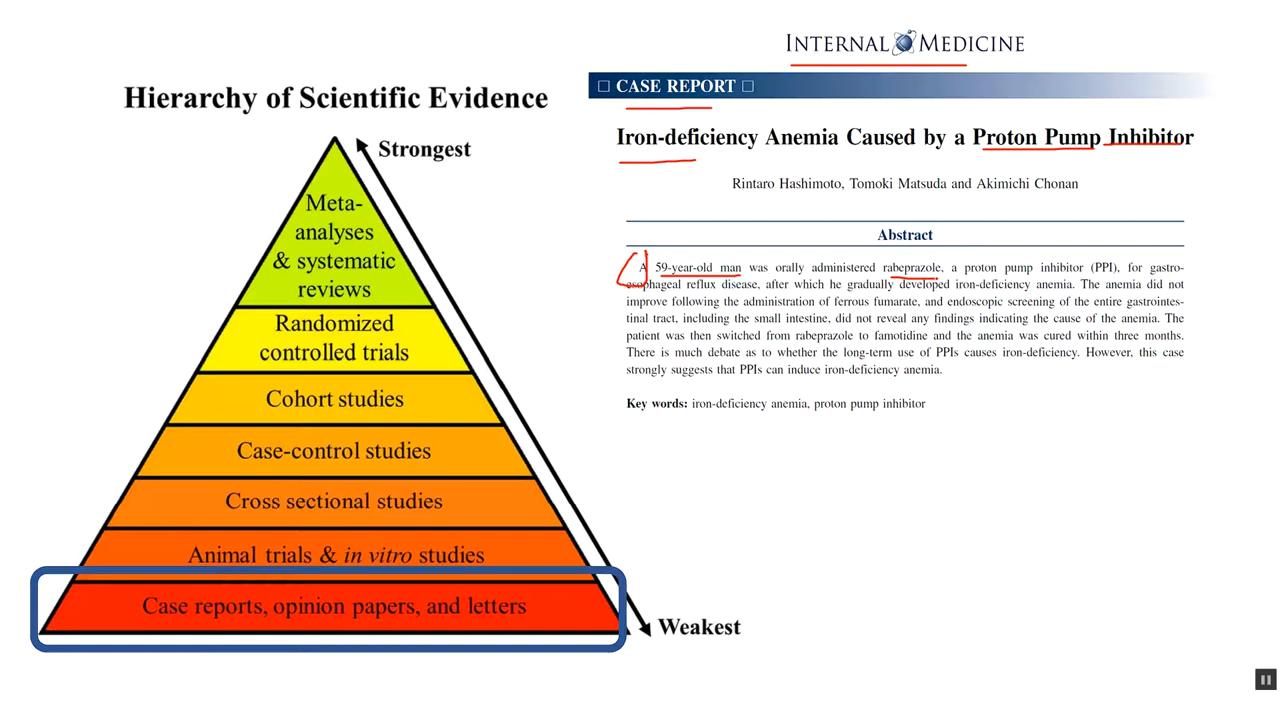 Hierarchy of Scientific Evidence
Strongest
Meta-
analyses
& systematic
reviews
Randomized
controlled trials
Cohort studies
Case-control studies
Cross sectional studies
Animal trials & in vitro studies
Case reports, opinion papers, and letters
Weakest
INTERNAL MEDICINE
□ CASE REPORT □
Iron-deficiency Anemia Caused by a Proton Pump Inhibitor
Rintaro Hashimoto, Tomoki Matsuda and Akimichi Chonan
Abstract
A 59-year-old man was orally administered rabeprazole, a proton pump inhibitor (PPI), for gastro-
esophageal reflux disease, after which he gradually developed iron-deficiency anemia. The anemia did not
improve following the administration of ferrous fumarate, and endoscopic screening of the entire gastrointes-
tinal tract, including the small intestine, did not reveal any findings indicating the cause of the anemia. The
patient was then switched from rabeprazole to famotidine and the anemia was cured within three months.
There is much debate as to whether the long-term use of PPIs causes iron-deficiency. However, this case
strongly suggests that PPIs can induce iron-deficiency anemia.
Key words: iron-deficiency anemia, proton pump inhibitor